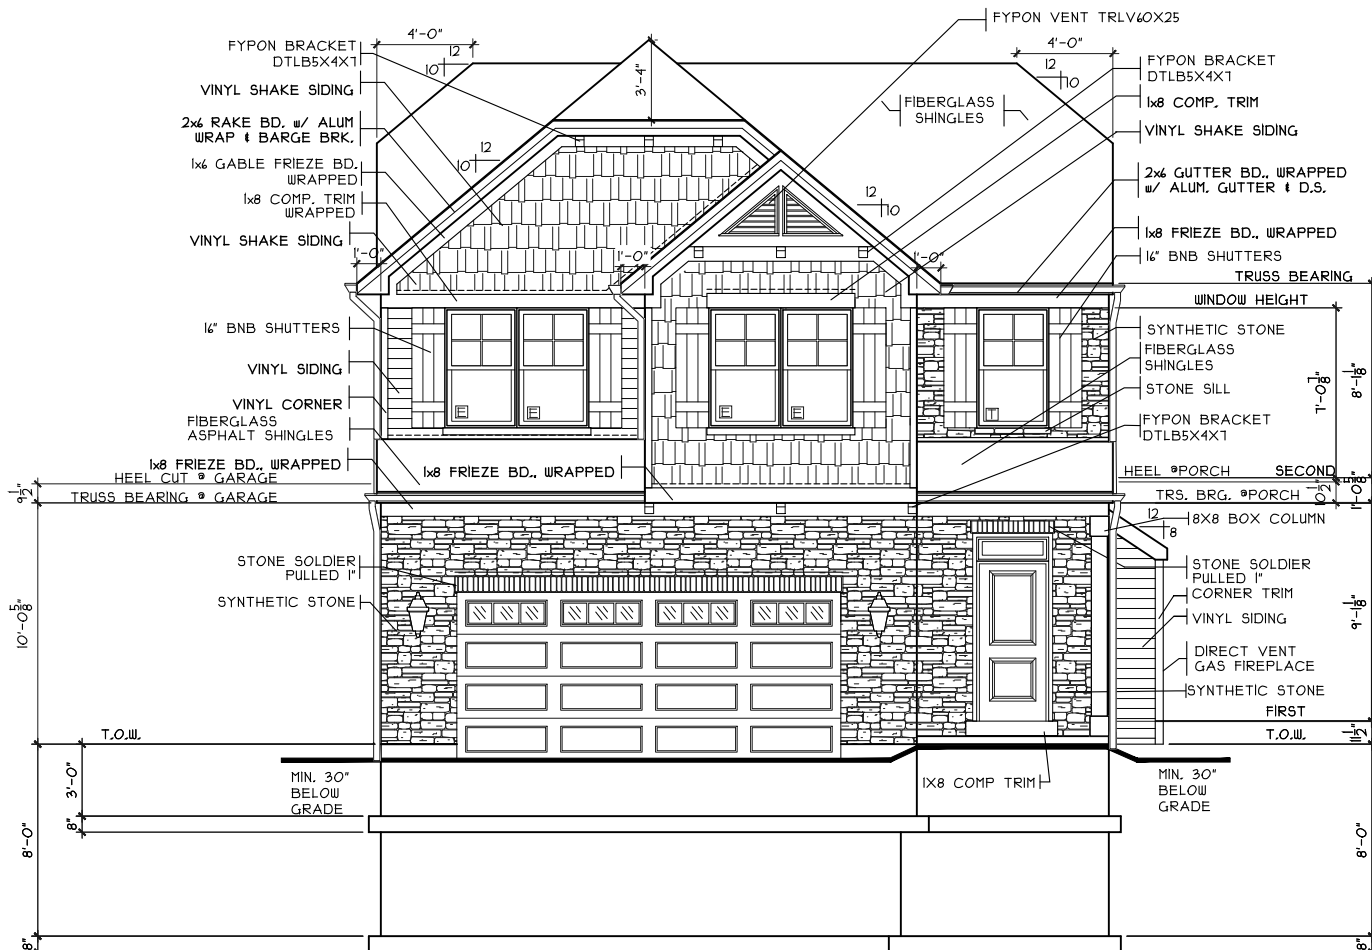 FYPON VENT TRLV60X25
4'-0"
12
10
FYPON BRACKET
DTLB5X4X7
VINYL SHAKE SIDING
2x6 RAKE BD. w/ ALUM
WRAP & BARGE BRK.
1x6 GABLE FRIEZE BD.
WRAPPED
1x8 COMP. TRIM
WRAPPED
VINYL SHAKE SIDING
1'-0"
12
10
3'-4"
1'-0"
12
10
1'-0"
FIBERGLASS
SHINGLES
4'-0"
12
10
FYPON BRACKET
DTLB5X4X7
1x8 COMP. TRIM
VINYL SHAKE SIDING
2x6 GUTTER BD., WRAPPED
w/ ALUM. GUTTER & D.S.
1x8 FRIEZE BD., WRAPPED
16" BNB SHUTTERS
TRUSS BEARING
WINDOW HEIGHT
SYNTHETIC STONE
FIBERGLASS
SHINGLES
STONE SILL
FYPON BRACKET
DTLB5X4X7
7'-0 1/8"
8'-1 1/8"
16" BNB SHUTTERS
VINYL SIDING
VINYL CORNER
FIBERGLASS
ASPHALT SHINGLES
1x8 FRIEZE BD., WRAPPED
HEEL CUT @ GARAGE
TRUSS BEARING @ GARAGE
9 1/2"
E
E
E
E
T
1x8 FRIEZE BD., WRAPPED
HEEL @PORCH
SECOND
TRS. BRG. @PORCH
10 1/2"
12
8
8X8 BOX COLUMN
STONE SOLDIER
PULLED 1"
CORNER TRIM
VINYL SIDING
DIRECT VENT
GAS FIREPLACE
SYNTHETIC STONE
FIRST
T.O.W.
9'-1 1/8"
11 1/2"
STONE SOLDIER
PULLED 1"
SYNTHETIC STONE
10'-0 5/8"
T.O.W.
MIN. 30"
BELOW
GRADE
3'-0"
8"
8'-0"
8"
1X8 COMP TRIM
MIN. 30"
BELOW
GRADE
8'-0"
8"